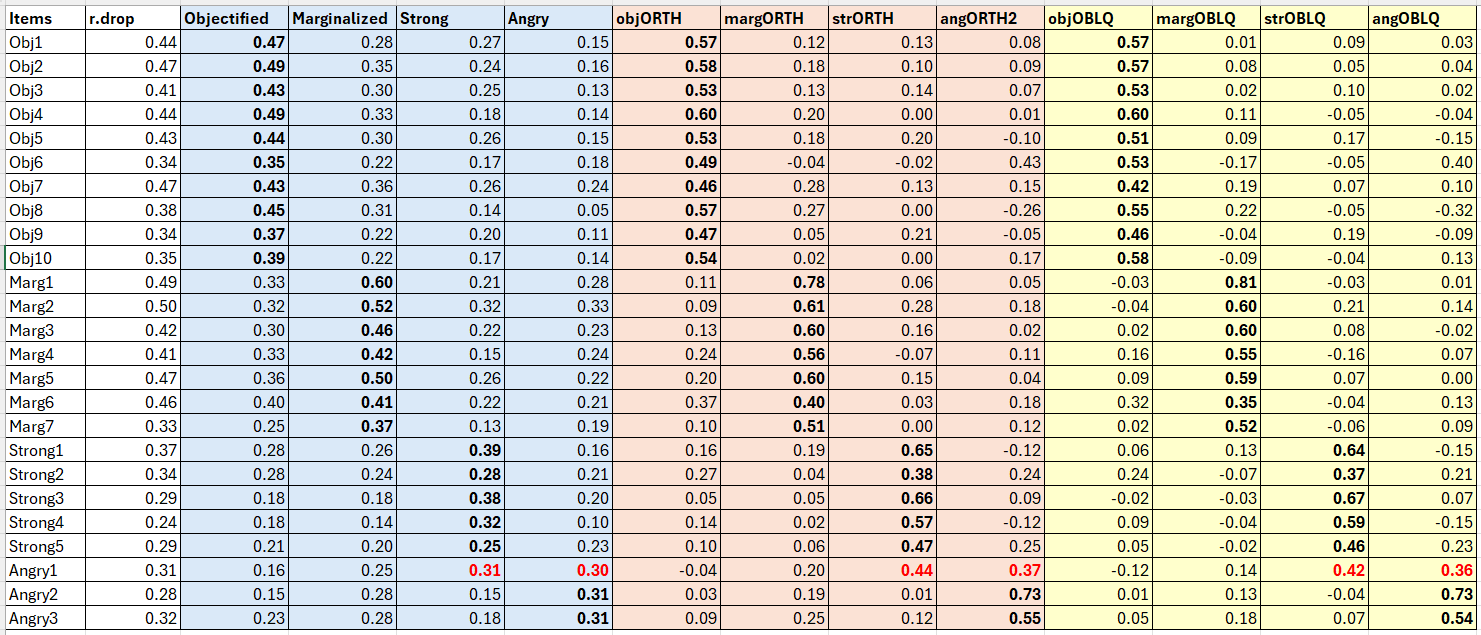 Items r.drop Objectified Marginalized Strong Angry objORTH margORTH strORTH angORTH2 objOBLQ margOBLQ strOBLQ angOBLQ
Obj1 0.44 0.47 0.28 0.27 0.15 0.57 0.12 0.13 0.08 0.57 0.01 0.09 0.03
Obj2 0.47 0.49 0.35 0.24 0.16 0.58 0.18 0.10 0.09 0.57 0.08 0.05 0.04
Obj3 0.41 0.43 0.30 0.25 0.13 0.53 0.13 0.14 0.07 0.53 0.02 0.10 0.02
Obj4 0.44 0.49 0.33 0.18 0.14 0.60 0.20 0.00 0.01 0.60 0.11 -0.05 -0.04
Obj5 0.43 0.44 0.30 0.26 0.15 0.53 0.18 0.20 -0.10 0.51 0.09 0.17 -0.15
Obj6 0.34 0.35 0.22 0.17 0.18 0.49 -0.04 -0.02 0.43 0.53 -0.17 -0.05 0.40
Obj7 0.47 0.43 0.36 0.26 0.24 0.46 0.28 0.13 0.15 0.42 0.19 0.07 0.10
Obj8 0.38 0.45 0.31 0.14 0.05 0.57 0.27 0.00 -0.26 0.55 0.22 -0.05 -0.32
Obj9 0.34 0.37 0.22 0.20 0.11 0.47 0.05 0.21 -0.05 0.46 -0.04 0.19 -0.09
Obj10 0.35 0.39 0.22 0.17 0.14 0.54 0.02 0.00 0.17 0.58 -0.09 -0.04 0.13
Marg1 0.49 0.33 0.60 0.21 0.28 0.11 0.78 0.06 0.05 -0.03 0.81 -0.03 0.01
Marg2 0.50 0.32 0.52 0.32 0.33 0.09 0.61 0.28 0.18 -0.04 0.60 0.21 0.14
Marg3 0.42 0.30 0.46 0.22 0.23 0.13 0.60 0.16 0.02 0.02 0.60 0.08 -0.02
Marg4 0.41 0.33 0.42 0.15 0.24 0.24 0.56 -0.07 0.11 0.16 0.55 -0.16 0.07
Marg5 0.47 0.36 0.50 0.26 0.22 0.20 0.60 0.15 0.04 0.09 0.59 0.07 0.00
Marg6 0.46 0.40 0.41 0.22 0.21 0.37 0.40 0.03 0.18 0.32 0.35 -0.04 0.13
Marg7 0.33 0.25 0.37 0.13 0.19 0.10 0.51 0.00 0.12 0.02 0.52 -0.06 0.09
Strong1 0.37 0.28 0.26 0.39 0.16 0.16 0.19 0.65 -0.12 0.06 0.13 0.64 -0.15
Strong2 0.34 0.28 0.24 0.28 0.21 0.27 0.04 0.38 0.24 0.24 -0.07 0.37 0.21
Strong3 0.29 0.18 0.18 0.38 0.20 0.05 0.05 0.66 0.09 -0.02 -0.03 0.67 0.07
Strong4 0.24 0.18 0.14 0.32 0.10 0.14 0.02 0.57 -0.12 0.09 -0.04 0.59 -0.15
Strong5 0.29 0.21 0.20 0.25 0.23 0.10 0.06 0.47 0.25 0.05 -0.02 0.46 0.23
Angry1 0.31 0.16 0.25 0.31 0.30 -0.04 0.20 0.44 0.37 -0.12 0.14 0.42 0.36
Angry2 0.28 0.15 0.28 0.15 0.31 0.03 0.19 0.01 0.73 0.01 0.13 -0.04 0.73
Angry3 0.32 0.23 0.28 0.18 0.31 0.09 0.25 0.12 0.55 0.05 0.18 0.07 0.54